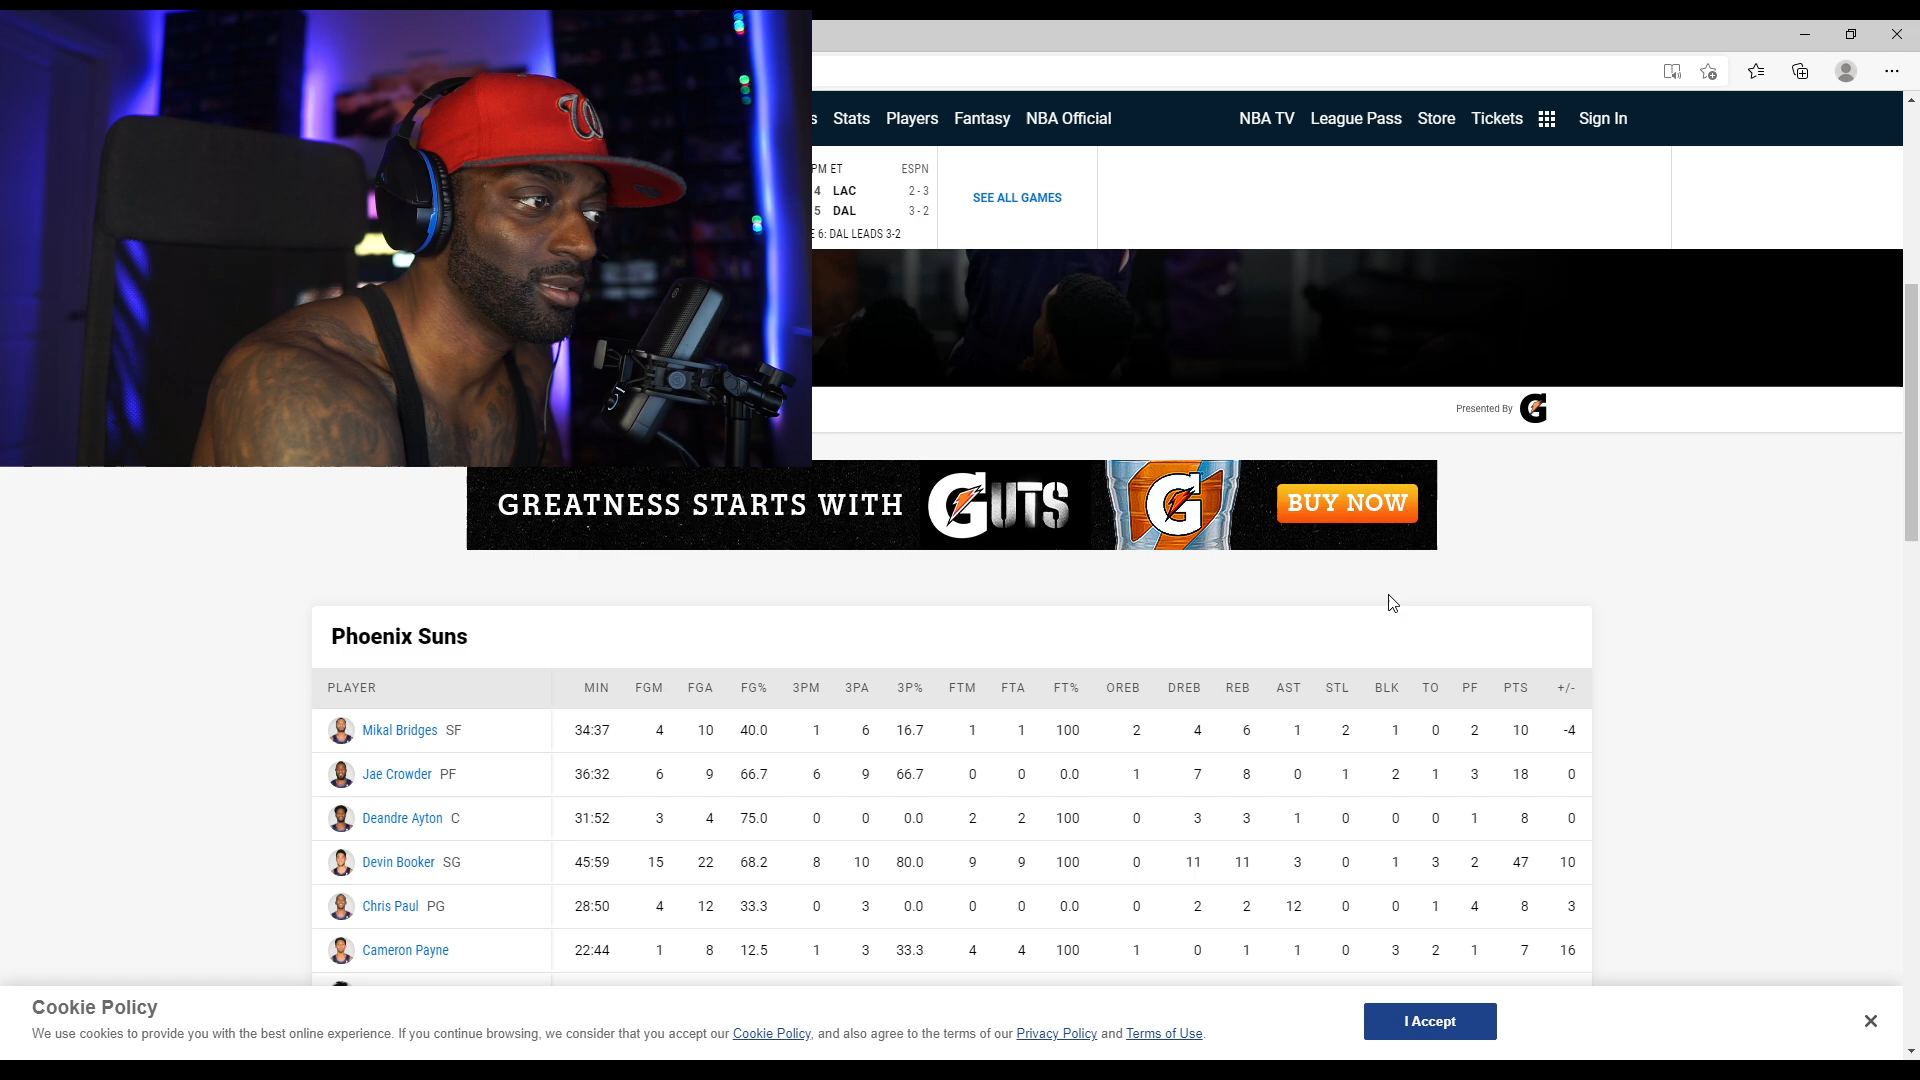 Stats Players Fantasy NBA Official NBA TV League Pass Store Tickets Sign In
PM ET ESPN
4 LAC 2-3
5 DAL 3-2
6: DAL LEADS 3-2
SEE ALL GAMES
Presented By G
GREATNESS STARTS WITH GUTS G BUY NOW
Phoenix Suns
PLAYER MIN FGM FGA FG% 3PM 3PA 3P% FTM FTA FT% OREB DREB REB AST STL BLK TO PF PTS +/-
Mikal Bridges SF 34:37 4 10 40.0 1 6 16.7 1 1 100 2 4 6 1 2 1 0 2 10 -4
Jae Crowder PF 36:32 6 9 66.7 6 9 66.7 0 0 0.0 1 7 8 0 1 2 1 3 18 0
Deandre Ayton C 31:52 3 4 75.0 0 0 0.0 2 2 100 0 3 3 1 0 0 0 1 8 0
Devin Booker SG 45:59 15 22 68.2 8 10 80.0 9 9 100 0 11 11 3 0 1 3 2 47 10
Chris Paul PG 28:50 4 12 33.3 0 3 0.0 0 0 0.0 0 2 2 12 0 0 1 4 8 3
Cameron Payne 22:44 1 8 12.5 1 3 33.3 4 4 100 1 0 1 1 0 3 2 1 7 16
Cookie Policy
We use cookies to provide you with the best online experience. If you continue browsing, we consider that you accept our Cookie Policy, and also agree to the terms of our Privacy Policy and Terms of Use.
I Accept